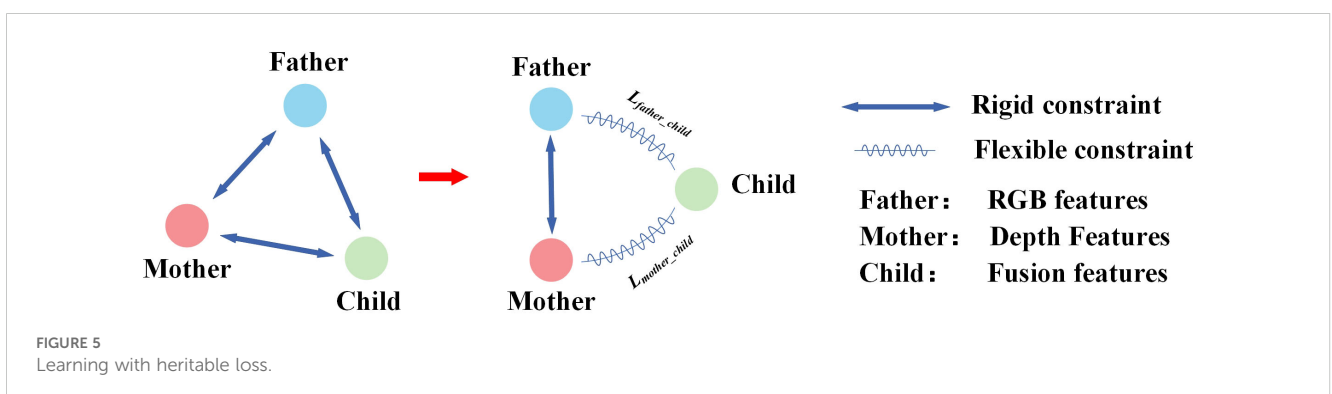 Father
Mother
Child
Father
L_father_child
Child
L_mother_child
Mother
Rigid constraint
Flexible constraint
Father： RGB features
Mother： Depth Features
Child： Fusion features
FIGURE 5
Learning with heritable loss.